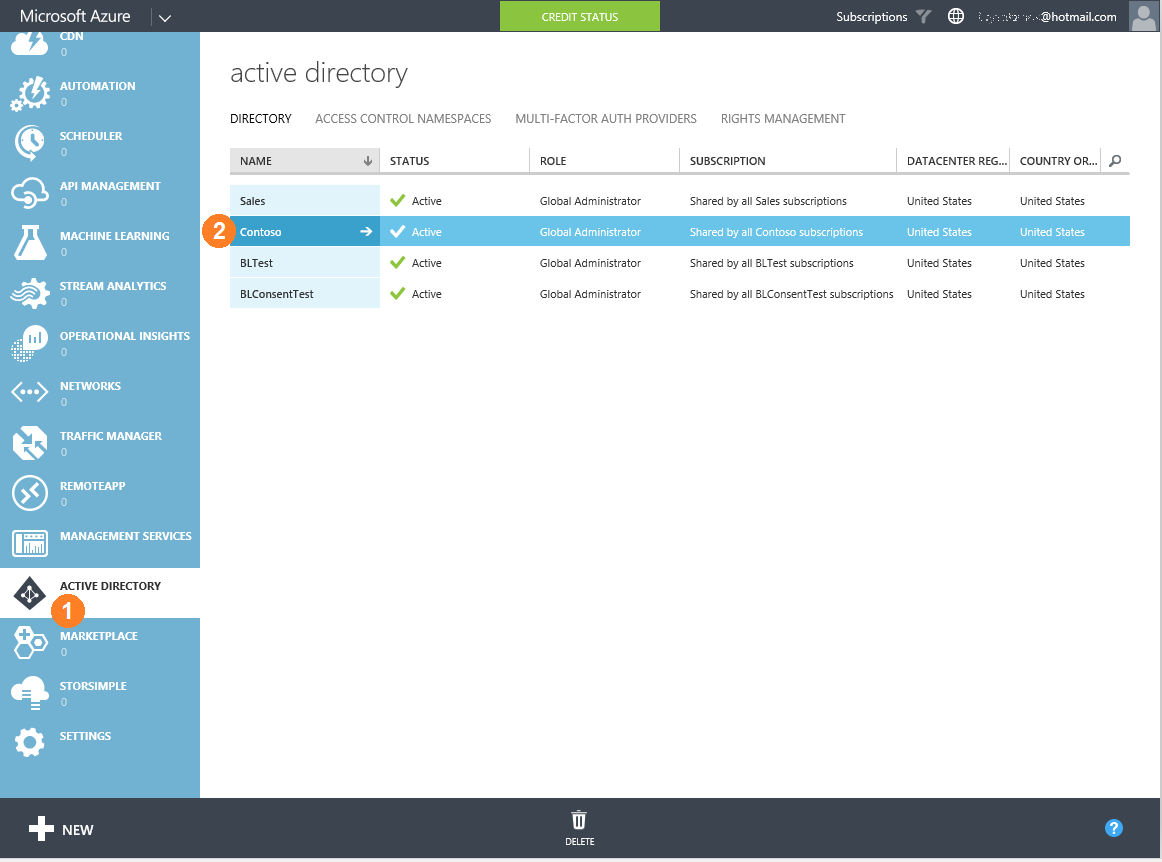 Microsoft Azure
CREDIT STATUS
Subscriptions
@hotmail.com
CDN
0
AUTOMATION
0
SCHEDULER
0
API MANAGEMENT
0
MACHINE LEARNING
0
STREAM ANALYTICS
0
OPERATIONAL INSIGHTS
0
NETWORKS
0
TRAFFIC MANAGER
0
REMOTEAPP
0
MANAGEMENT SERVICES
ACTIVE DIRECTORY
1
MARKETPLACE
0
STORSIMPLE
0
SETTINGS
active directory
DIRECTORY ACCESS CONTROL NAMESPACES MULTI-FACTOR AUTH PROVIDERS RIGHTS MANAGEMENT
NAME STATUS ROLE SUBSCRIPTION DATACENTER REG... COUNTRY OR...
Sales Active Global Administrator Shared by all Sales subscriptions United States United States
2 Contoso Active Global Administrator Shared by all Contoso subscriptions United States United States
BLTest Active Global Administrator Shared by all BLTest subscriptions United States United States
BLConsentTest Active Global Administrator Shared by all BLConsentTest subscriptions United States United States
NEW
DELETE
?